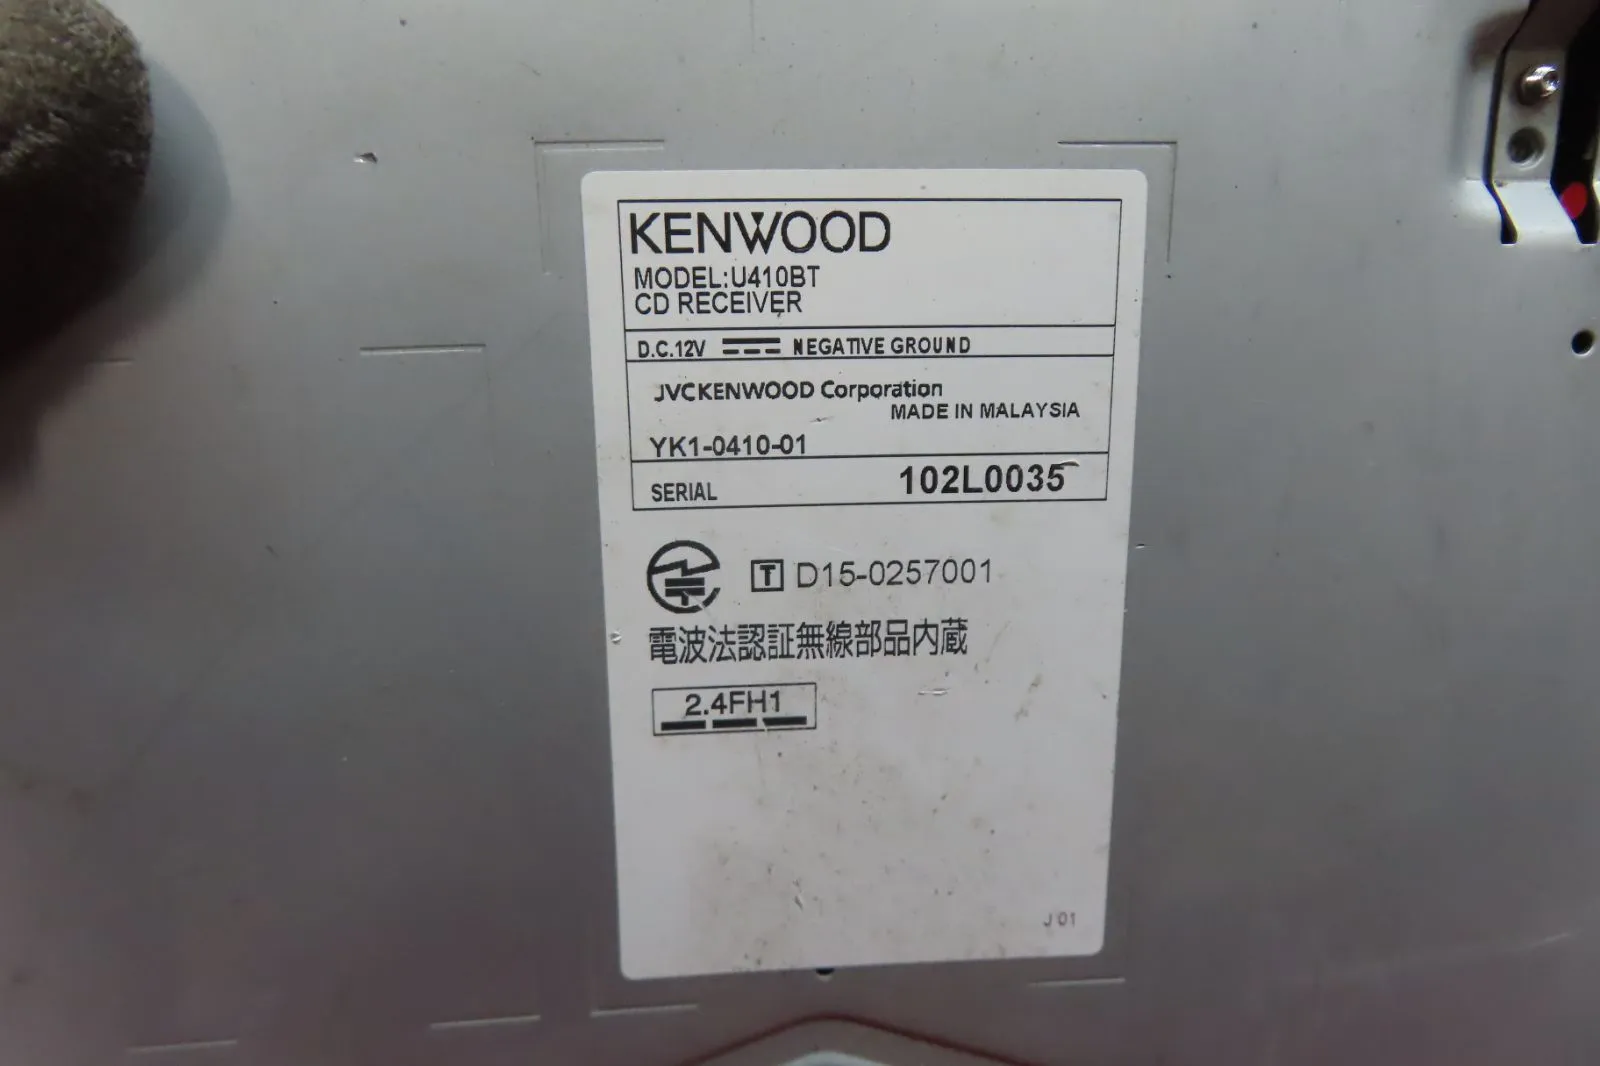 KENWOOD
MODEL:U410BT
CD RECEIVER
D.C.12V NEGATIVE GROUND
JVCKENWOOD Corporation
MADE IN MALAYSIA
YK1-0410-01
SERIAL 102L0035
T D15-0257001
電波法認証無線部品内蔵
2.4FH1
J 01